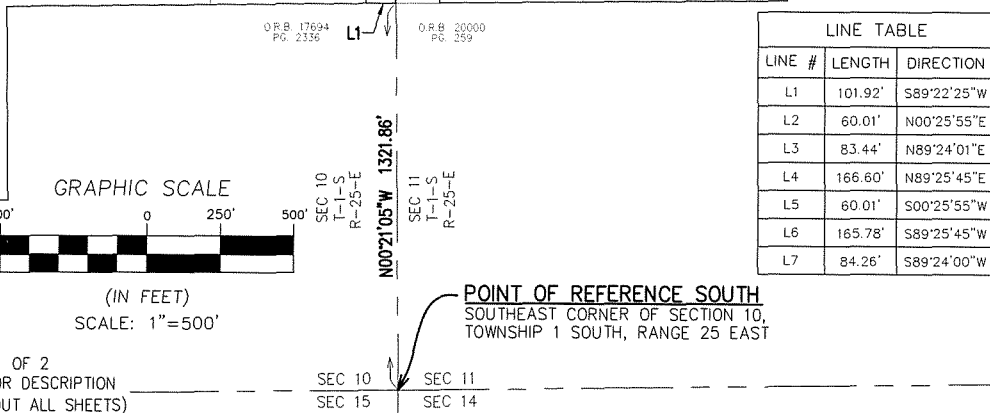 O.R.B. 17694
PG. 2336
L1
O.R.B. 20000
PG. 259
LINE TABLE
LINE # LENGTH DIRECTION
L1 101.92' S89°22'25"W
L2 60.01' N00°25'55"E
L3 83.44' N89°24'01"E
L4 166.60' N89°25'45"E
L5 60.01' S00°25'55"W
L6 165.78' S89°25'45"W
L7 84.26' S89°24'00"W
N00°21'05"W 1321.86'
SEC 10
T-1-S
R-25-E
SEC 11
T-1-S
R-25-E
GRAPHIC SCALE
0 250' 500'
(IN FEET)
SCALE: 1"=500'
POINT OF REFERENCE SOUTH
SOUTHEAST CORNER OF SECTION 10,
TOWNSHIP 1 SOUTH, RANGE 25 EAST
OF 2
DESCRIPTION
ALL SHEETS)
SEC 10 SEC 11
SEC 15 SEC 14